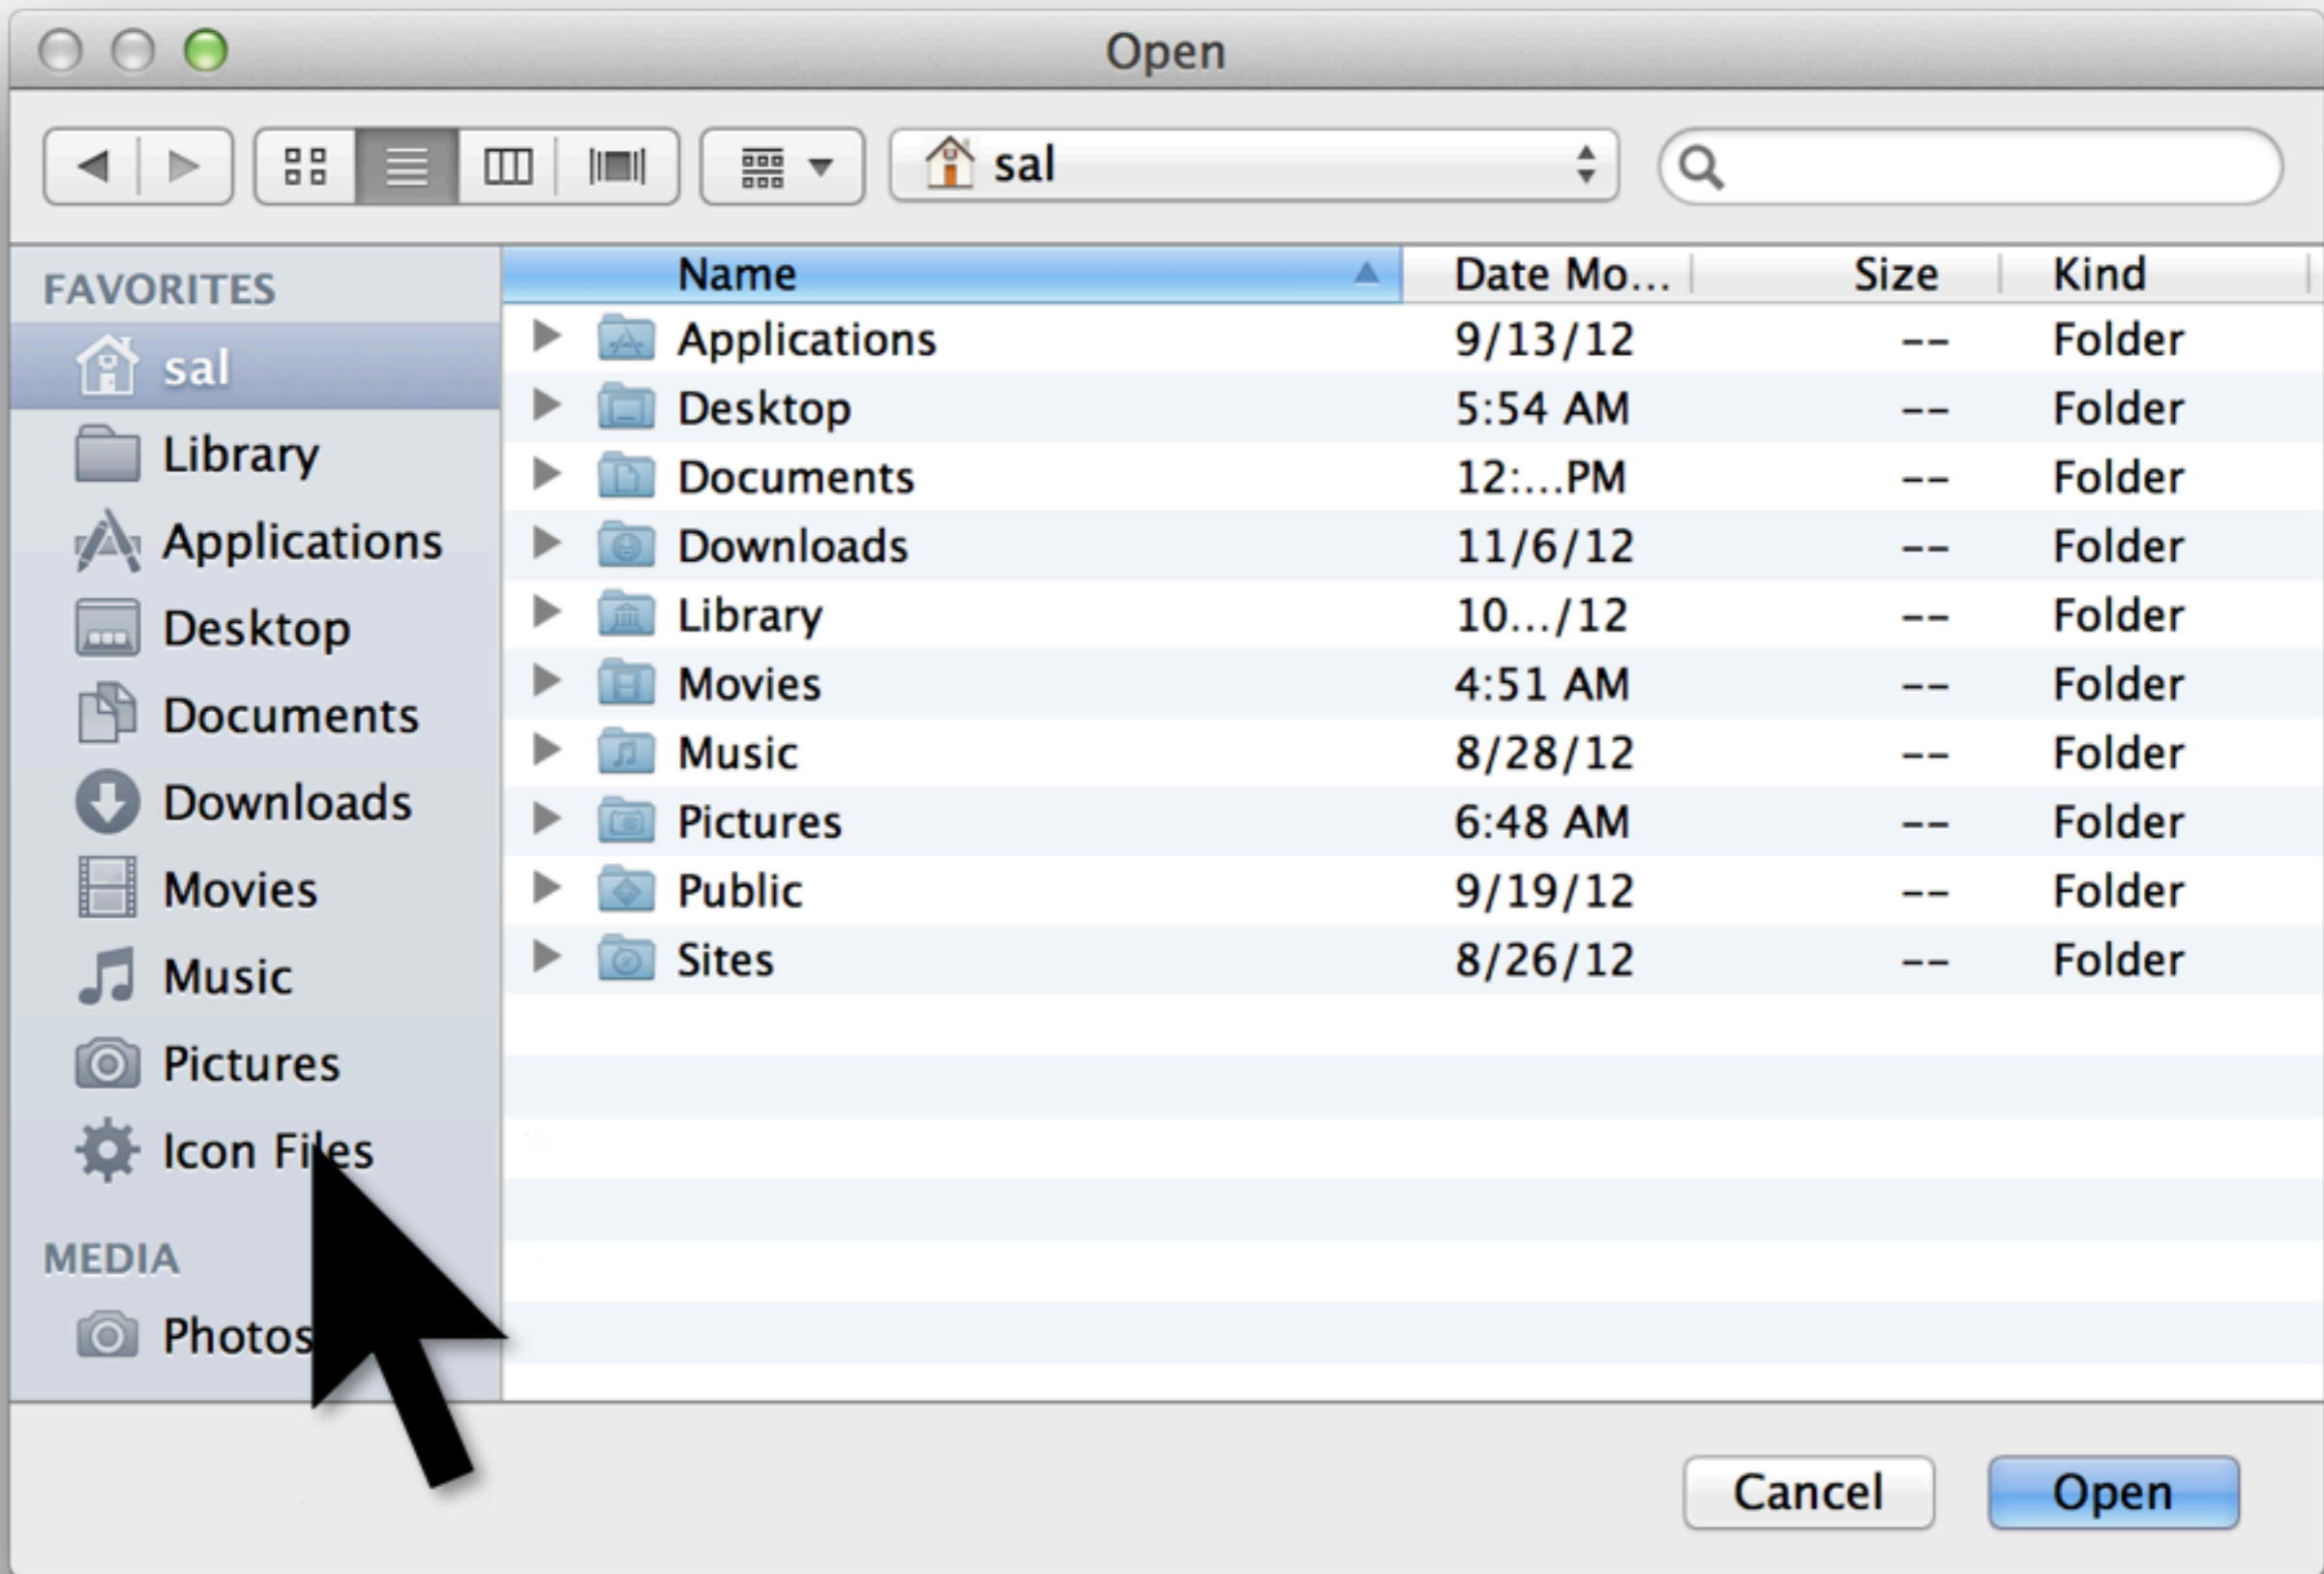 Open
sal
FAVORITES
sal
Library
Applications
Desktop
Documents
Downloads
Movies
Music
Pictures
Icon Files
MEDIA
Photos
Name Date Mo... Size Kind
Applications 9/13/12 -- Folder
Desktop 5:54 AM -- Folder
Documents 12:...PM -- Folder
Downloads 11/6/12 -- Folder
Library 10.../12 -- Folder
Movies 4:51 AM -- Folder
Music 8/28/12 -- Folder
Pictures 6:48 AM -- Folder
Public 9/19/12 -- Folder
Sites 8/26/12 -- Folder
Cancel Open